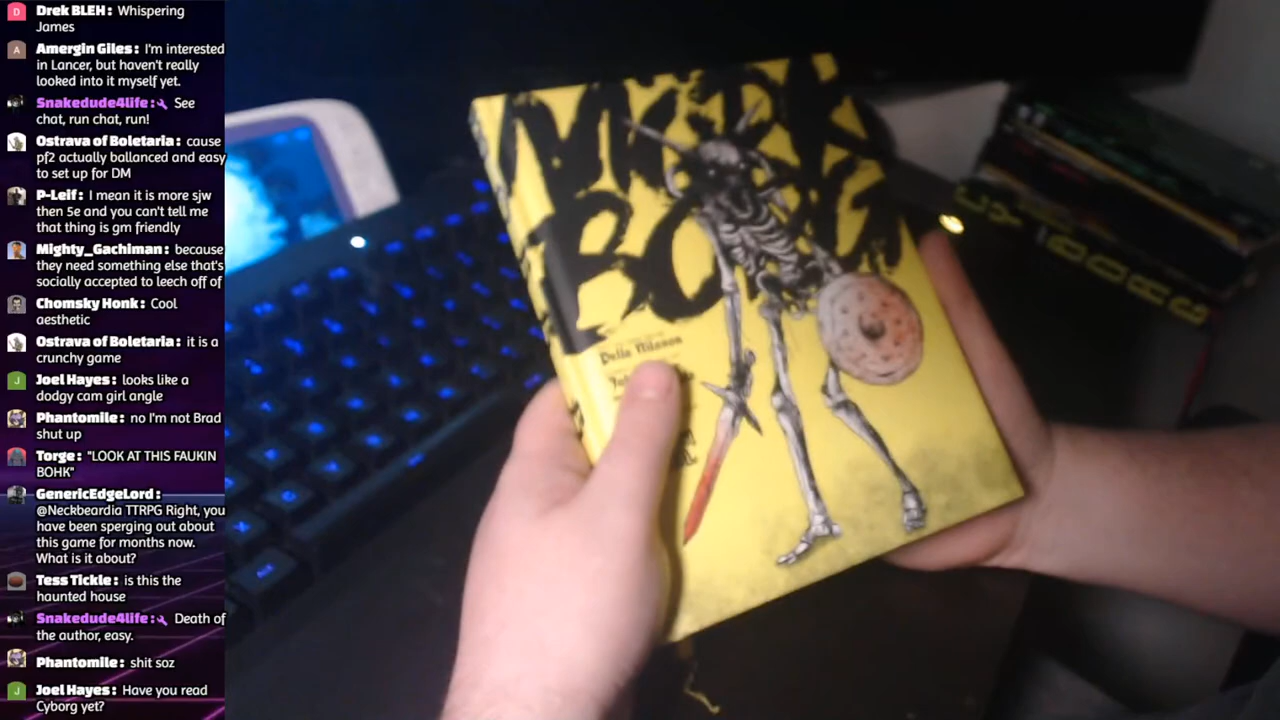 Drek BLEH: Whispering
James
Amergin Giles: I'm interested
in Lancer, but haven't really
looked into it myself yet.
Snakedude4life: See
chat, run chat, run!
Ostrava of Boletaria: cause
pf2 actually ballanced and easy
to set up for DM
P-Leif: I mean it is more sjw
then 5e and you can't tell me
that thing is gm friendly
Mighty_Gachiman: because
they need something else that's
socially accepted to leech off of
Chomsky Honk: Cool
aesthetic
Ostrava of Boletaria: it is a
crunchy game
Joel Hayes: looks like a
dodgy cam girl angle
Phantomile: no I'm not Brad
shut up
Torge: "LOOK AT THIS FAUKIN
BOHK"
GenericEdgeLord:
@Neckbeardia TTRPG Right, you
have been sperging out about
this game for months now.
What is it about?
Tess Tickle: is this the
haunted house
Snakedude4life: Death of
the author, easy.
Phantomile: shit soz
Joel Hayes: Have you read
Cyborg yet?
MÖRK
BORG
Pelle Nilsson
CY_BORG